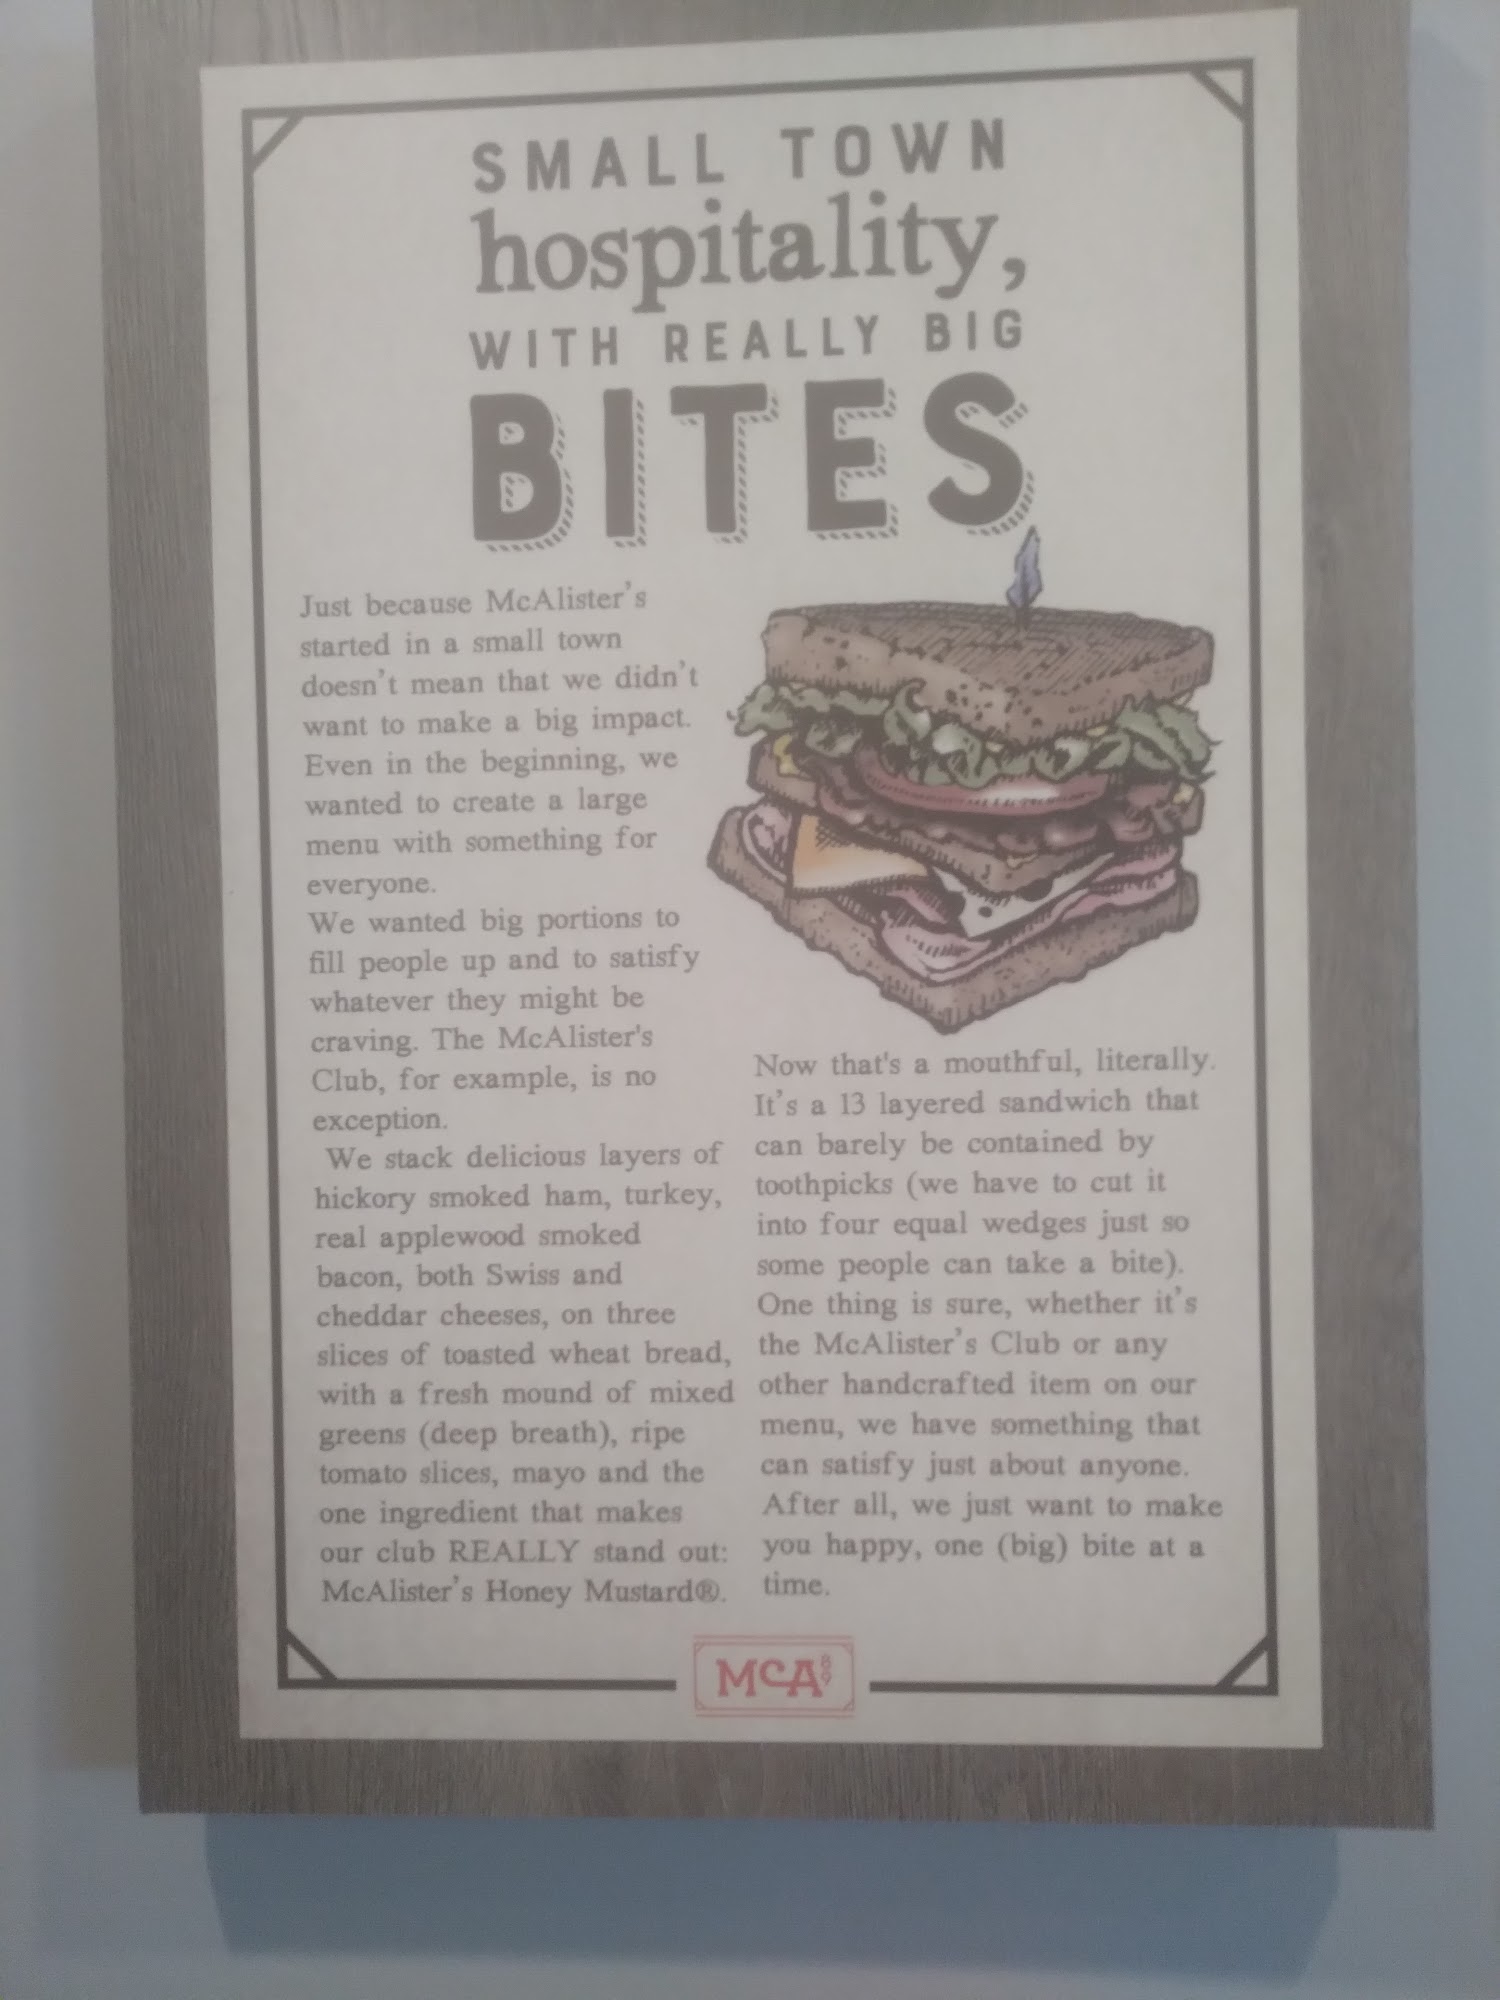 SMALL TOWN
hospitality,
WITH REALLY BIG
BITES
Just because McAlister's
started in a small town
doesn't mean that we didn't
want to make a big impact.
Even in the beginning, we
wanted to create a large
menu with something for
everyone.
We wanted big portions to
fill people up and to satisfy
whatever they might be
craving. The McAlister's
Club, for example, is no
exception.
We stack delicious layers of
hickory smoked ham, turkey,
real applewood smoked
bacon, both Swiss and
cheddar cheeses, on three
slices of toasted wheat bread,
with a fresh mound of mixed
greens (deep breath), ripe
tomato slices, mayo and the
one ingredient that makes
our club REALLY stand out:
McAlister's Honey Mustard®.
Now that's a mouthful, literally.
It's a 13 layered sandwich that
can barely be contained by
toothpicks (we have to cut it
into four equal wedges just so
some people can take a bite).
One thing is sure, whether it's
the McAlister's Club or any
other handcrafted item on our
menu, we have something that
can satisfy just about anyone.
After all, we just want to make
you happy, one (big) bite at a
time.
MCA